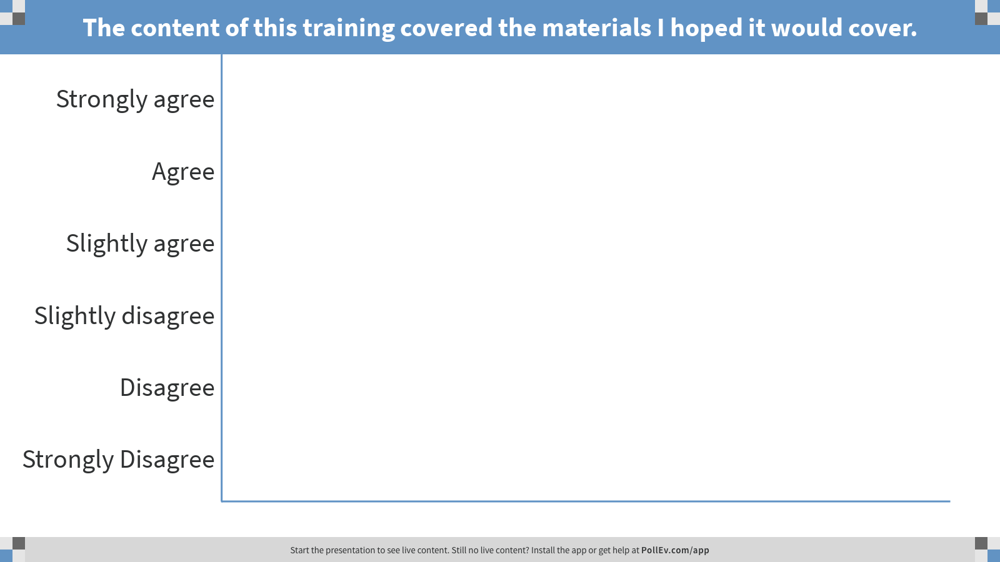 The content of this training covered the materials I hoped it would cover.
Strongly agree
Agree
Slightly agree
Slightly disagree
Disagree
Strongly Disagree
Start the presentation to see live content. Still no live content? Install the app or get help at PollEv.com/app